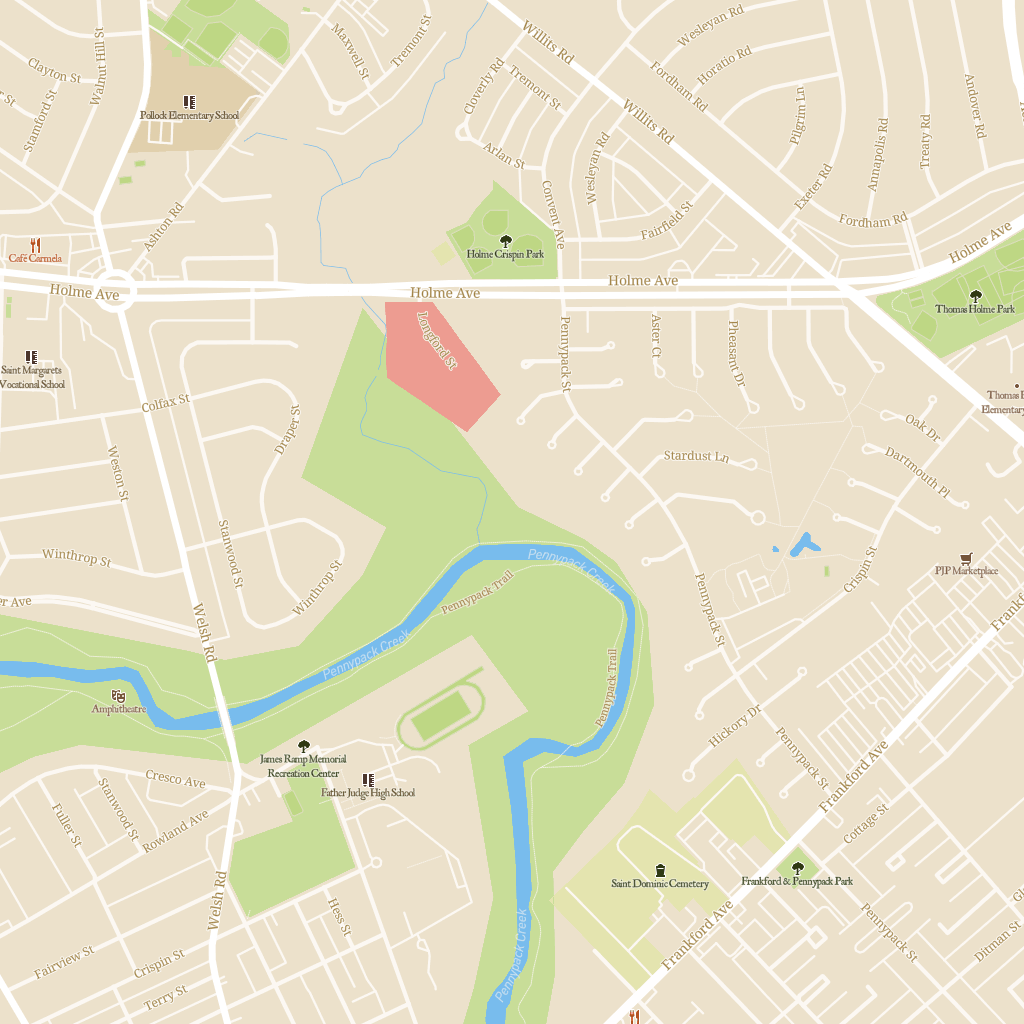 Wesleyan Rd
Willits Rd
Maxwell St
Tremont St
Walnut Hill St
Clayton St
Fordham Rd
Horatio Rd
Cloverly Rd
Tremont St
Andover Rd
Stamford St
Pollock Elementary School
Willits Rd
Pilgrim Ln
Treaty Rd
Annapolis Rd
Arlan St
Wesleyan Rd
Exeter Rd
Convent Ave
Ashton Rd
Fairfield St
Fordham Rd
Holme Ave
Café Carmela
Holme Crispin Park
Holme Ave
Holme Ave
Holme Ave
Thomas Holme Park
Longford St
Pennypack St
Aster Ct
Pheasant Dr
Saint Margarets
Vocational School
Colfax St
Draper St
Oak Dr
Stardust Ln
Dartmouth Pl
Weston St
Stanwood St
Winthrop St
Winthrop St
Pennypack Creek
Pennypack Trail
Crispin St
PJP Marketplace
Pennypack St
Welsh Rd
Pennypack Creek
Pennypack Trail
Amphitheatre
Hickory Dr
James Ramp Memorial
Recreation Center
Father Judge High School
Cresco Ave
Stanwood St
Fuller St
Rowland Ave
Pennypack St
Frankford Ave
Cottage St
Saint Dominic Cemetery
Frankford & Pennypack Park
Welsh Rd
Hess St
Pennypack Creek
Frankford Ave
Pennypack St
Ditman St
Fairview St
Crispin St
Terry St